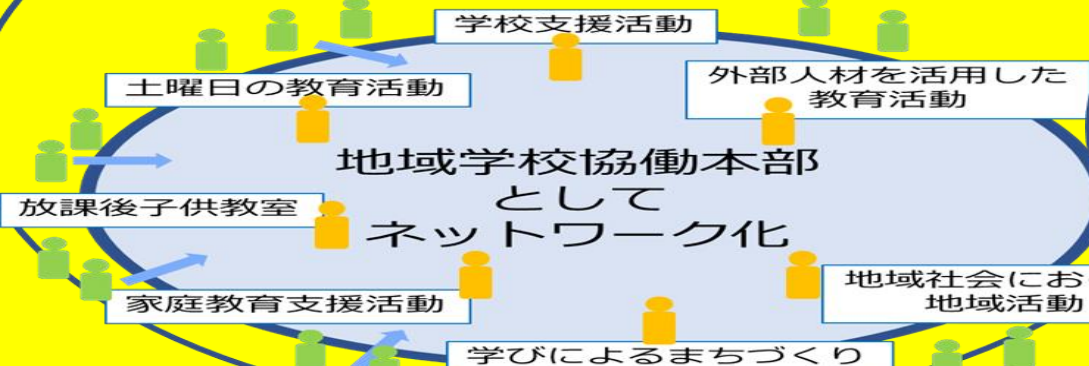 学校支援活動
土曜日の教育活動
外部人材を活用した
教育活動
地域学校協働本部
として
ネットワーク化
放課後子供教室
家庭教育支援活動
地域社会にお
地域活動
学びによるまちづくり